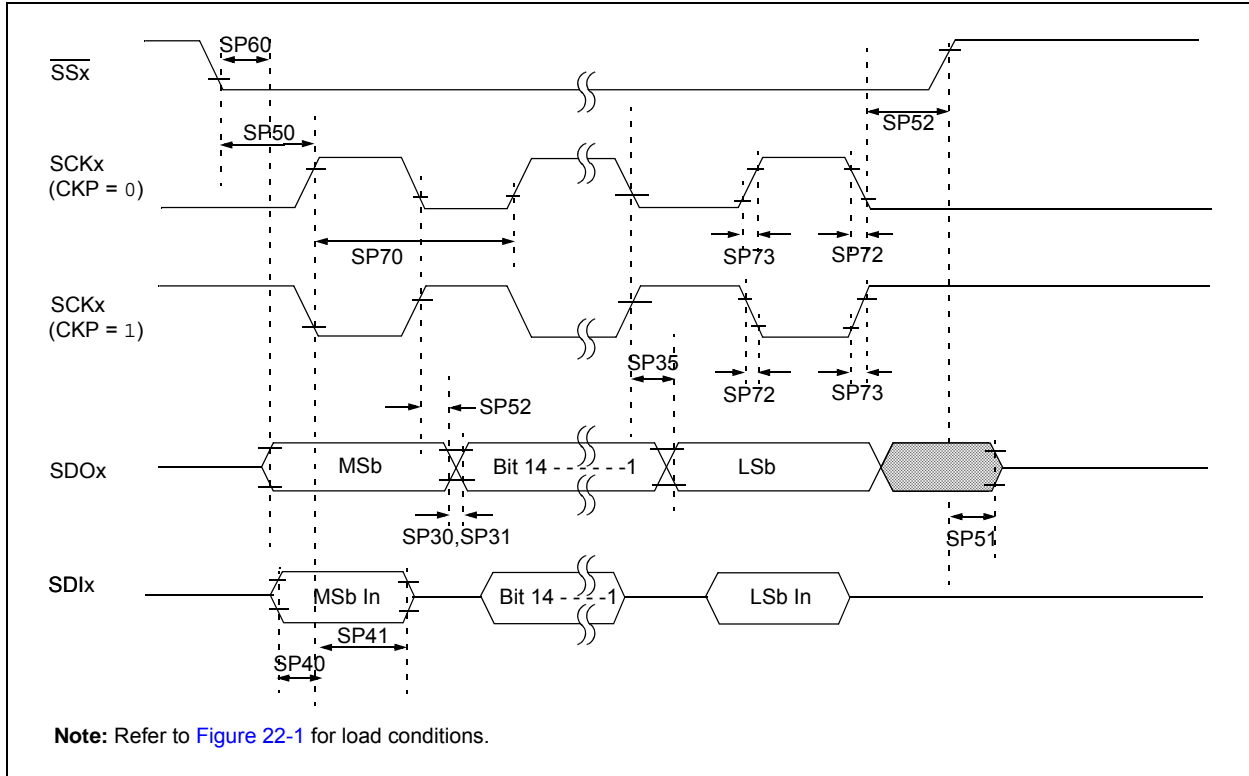 SP60
SSx
SP50
SP52
SCKx
(CKP = 0)
SP70
SP73
SP72
SCKx
(CKP = 1)
SP35
SP72
SP73
SP52
SDOx
MSb
Bit 14 - - - - - -1
LSb
SP30,SP31
SP51
SDIx
MSb In
Bit 14 - - - -1
LSb In
SP41
SP40
Note: Refer to Figure 22-1 for load conditions.